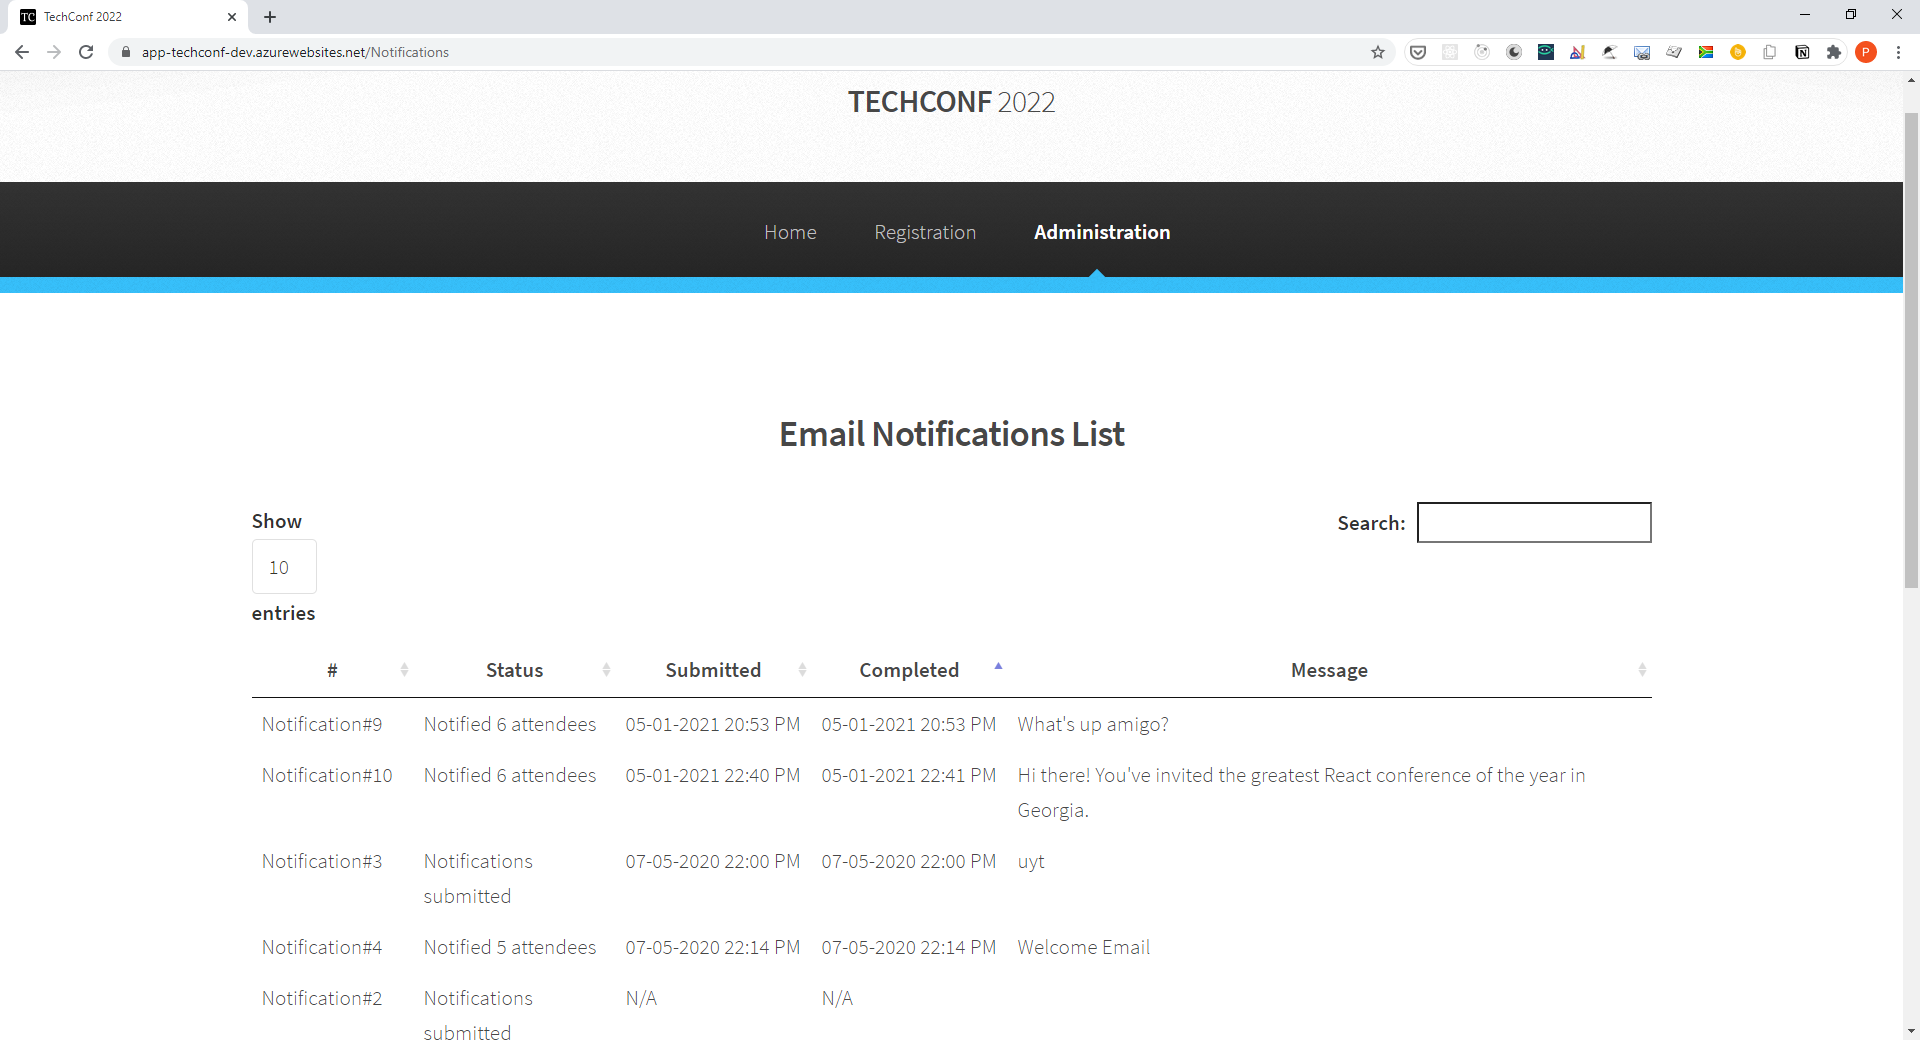 TC TechConf 2022
app-techconf-dev.azurewebsites.net/Notifications
P
TECHCONF 2022
Home Registration Administration
Email Notifications List
Show
Search:
10
entries
# Status Submitted Completed Message
Notification#9 Notified 6 attendees 05-01-2021 20:53 PM 05-01-2021 20:53 PM What's up amigo?
Notification#10 Notified 6 attendees 05-01-2021 22:40 PM 05-01-2021 22:41 PM Hi there! You've invited the greatest React conference of the year in
Georgia.
Notification#3 Notifications 07-05-2020 22:00 PM 07-05-2020 22:00 PM uyt
submitted
Notification#4 Notified 5 attendees 07-05-2020 22:14 PM 07-05-2020 22:14 PM Welcome Email
Notification#2 Notifications N/A N/A
submitted